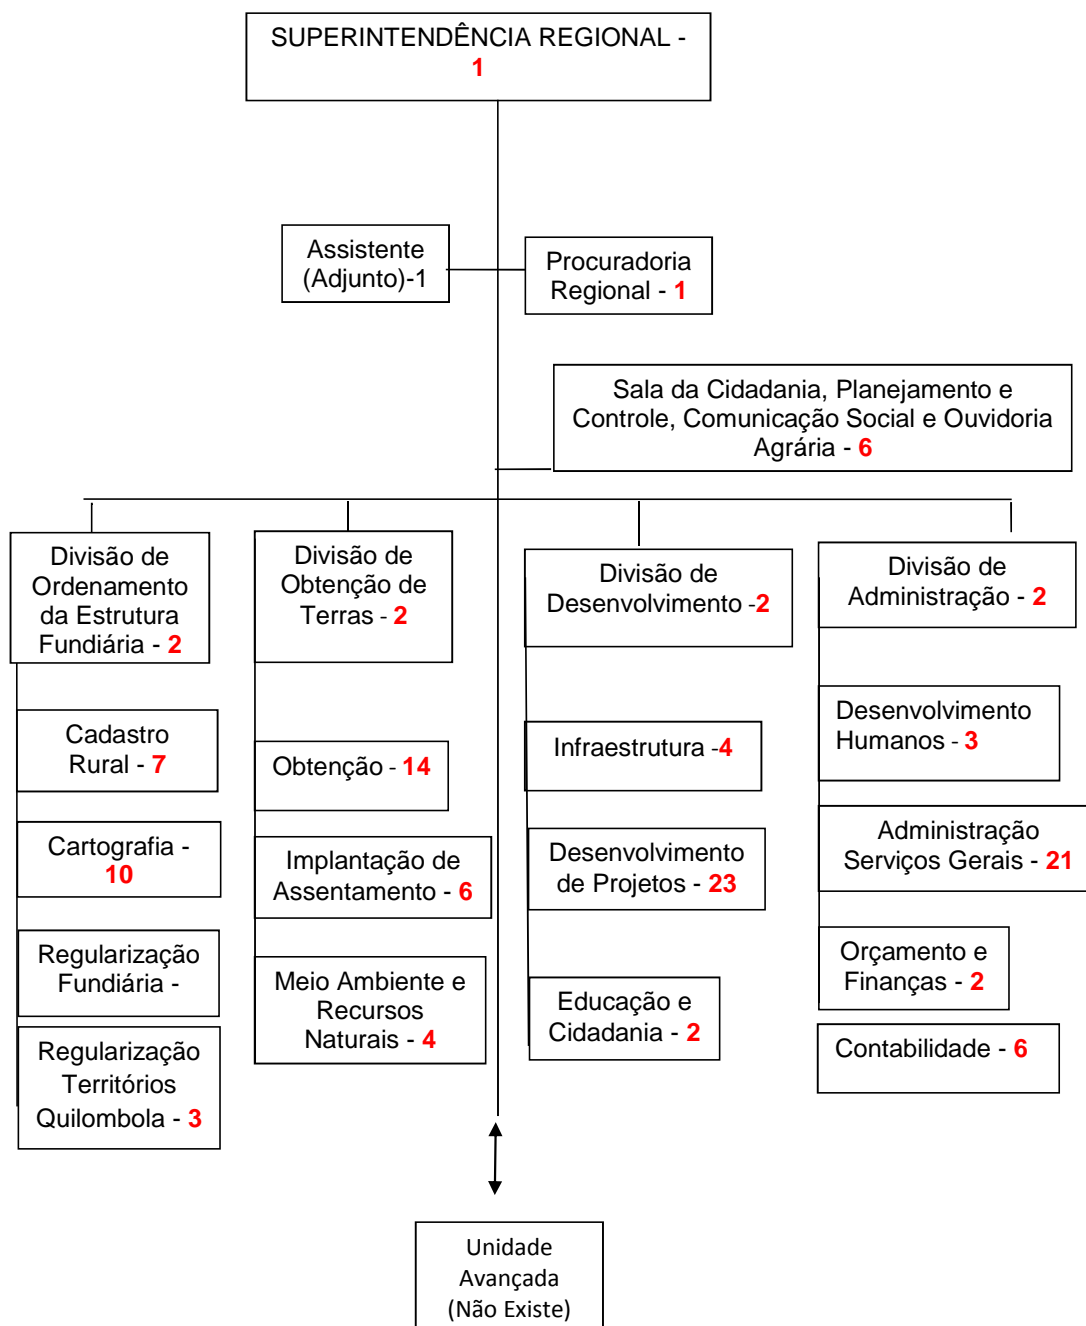 SUPERINTENDÊNCIA REGIONAL -
1
Assistente
(Adjunto)-1
Procuradoria
Regional - 1
Sala da Cidadania, Planejamento e
Controle, Comunicação Social e Ouvidoria
Agrária - 6
Divisão de
Ordenamento
da Estrutura
Fundiária - 2
Divisão de
Obtenção de
Terras - 2
Divisão de
Desenvolvimento -2
Divisão de
Administração - 2
Cadastro
Rural - 7
Cartografia -
10
Regularização
Fundiária -
Regularização
Territórios
Quilombola - 3
Obtenção - 14
Implantação de
Assentamento - 6
Meio Ambiente e
Recursos
Naturais - 4
Infraestrutura -4
Desenvolvimento
de Projetos - 23
Educação e
Cidadania - 2
Desenvolvimento
Humanos - 3
Administração
Serviços Gerais - 21
Orçamento e
Finanças - 2
Contabilidade - 6
Unidade
Avançada
(Não Existe)